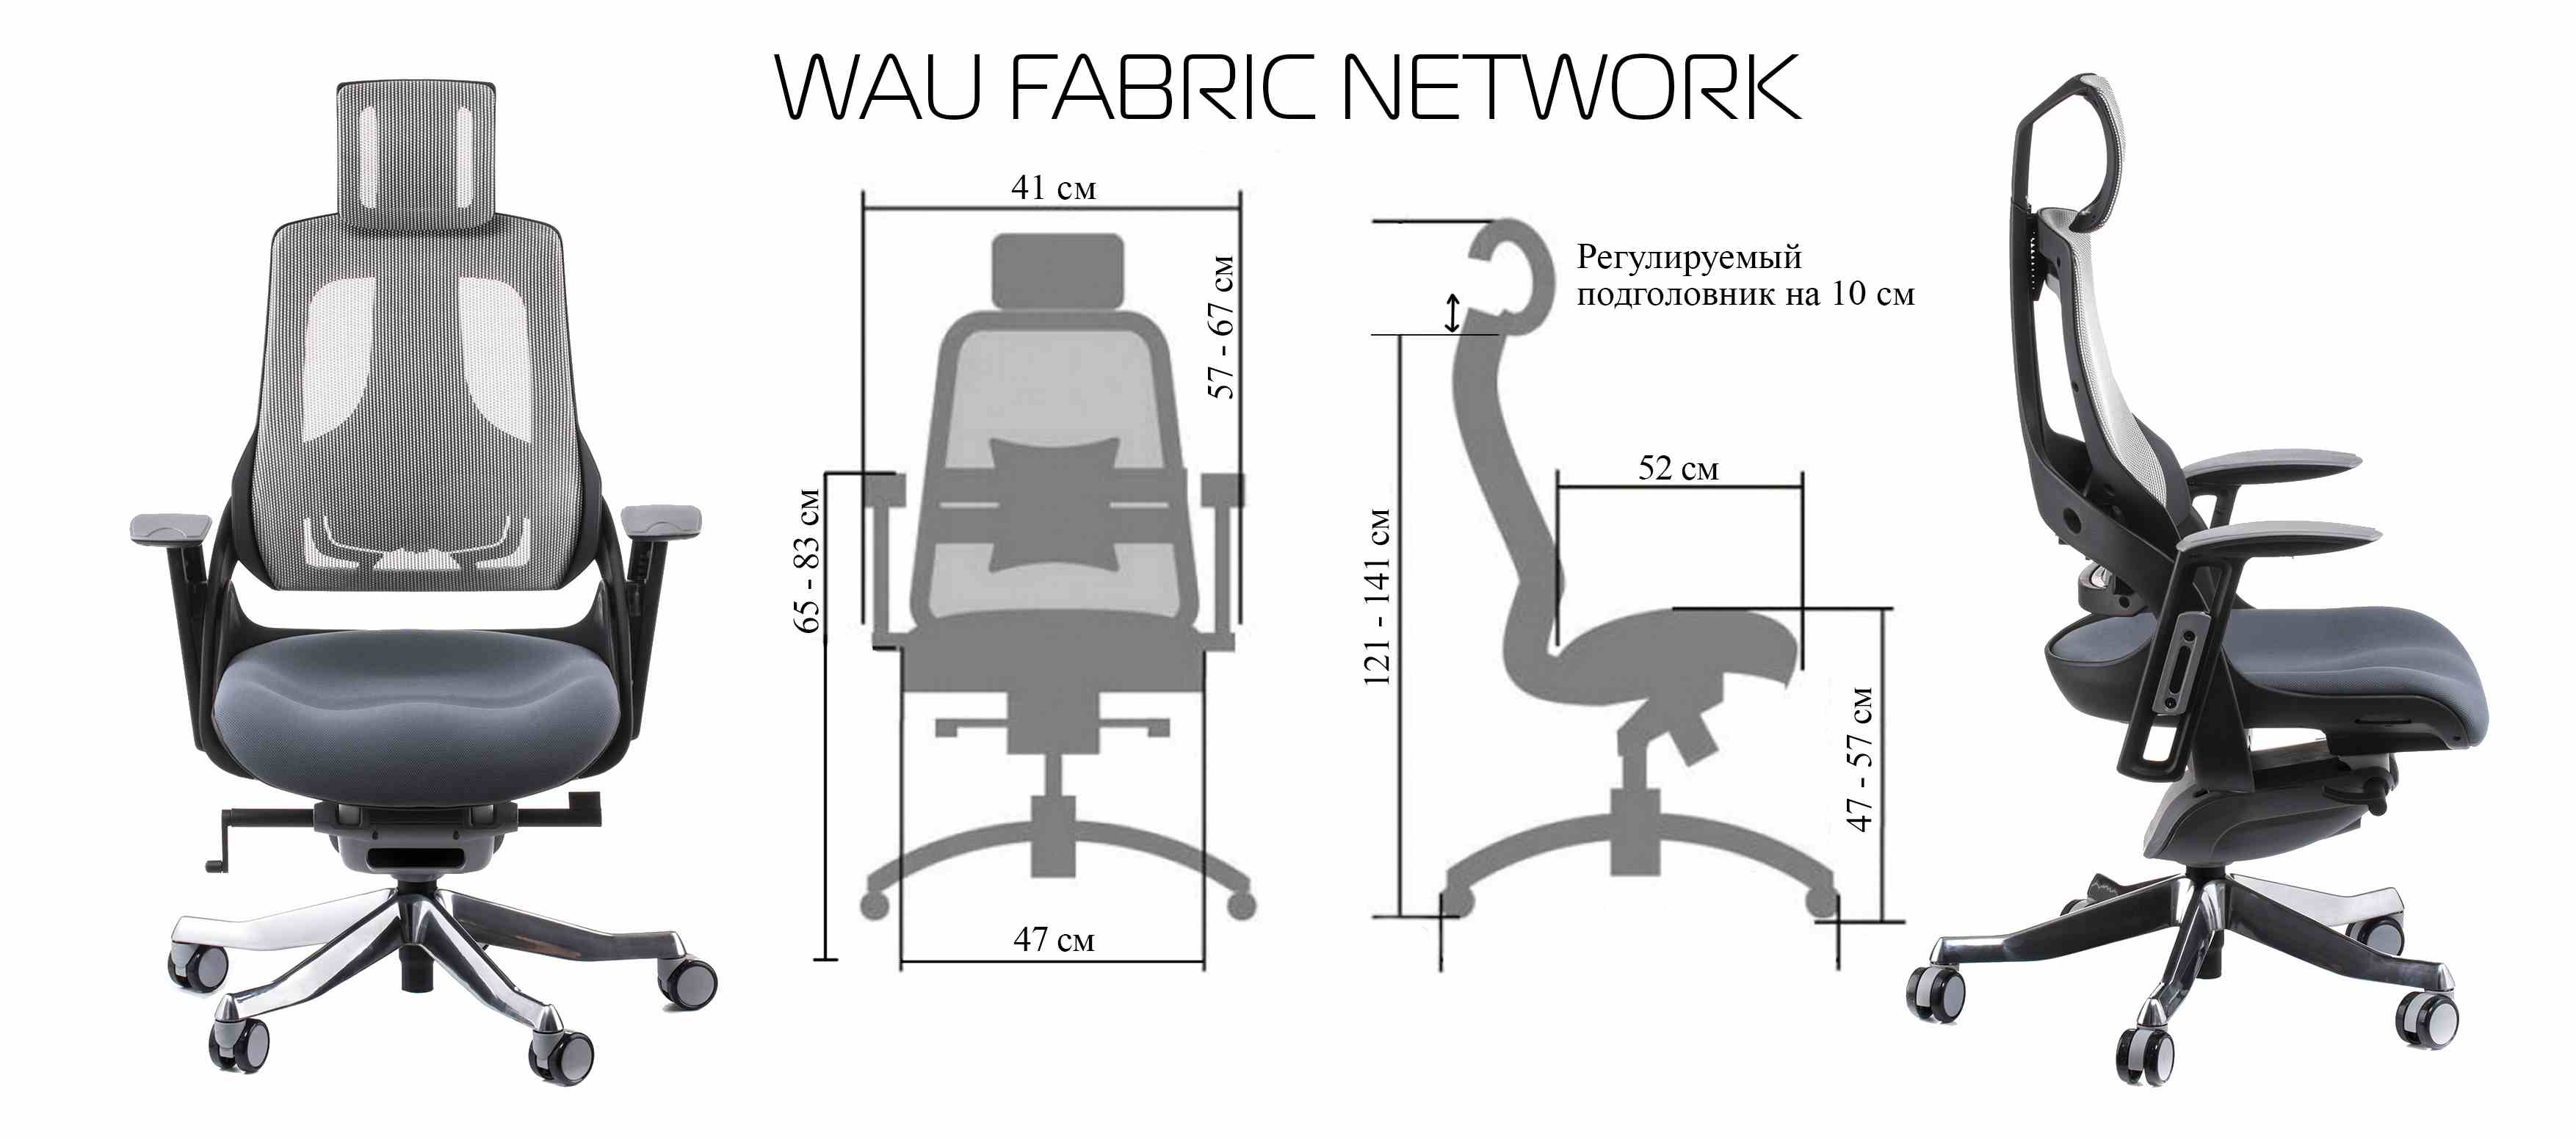 WAU FABRIC NETWORK
41 см
57 - 67 см
65 - 83 см
47 см
Регулируемый
подголовник на 10 см
52 см
121 - 141 см
47 - 57 см